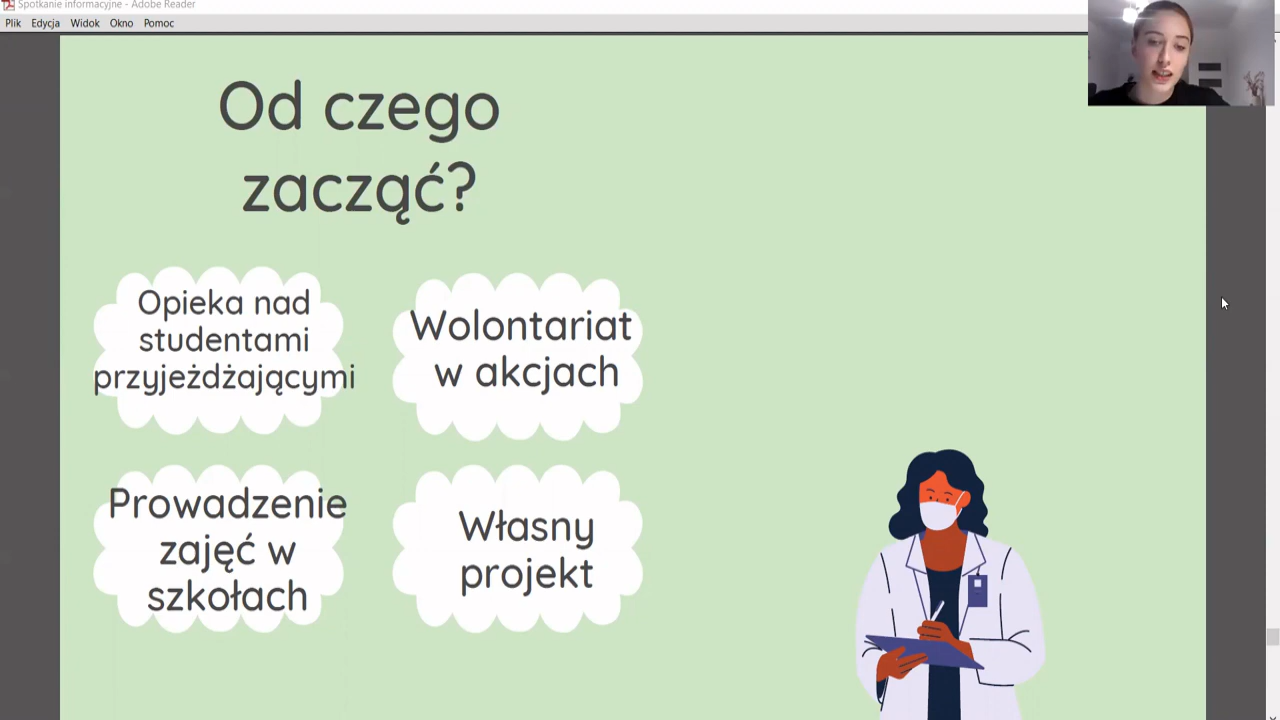 Spotkanie informacyjne - Adobe Reader
Plik Edycja Widok Okno Pomoc
Od czego
zacząć?
Opieka nad
studentami
przyjeżdżającymi
Wolontariat
w akcjach
Prowadzenie
zajęć w
szkołach
Własny
projekt